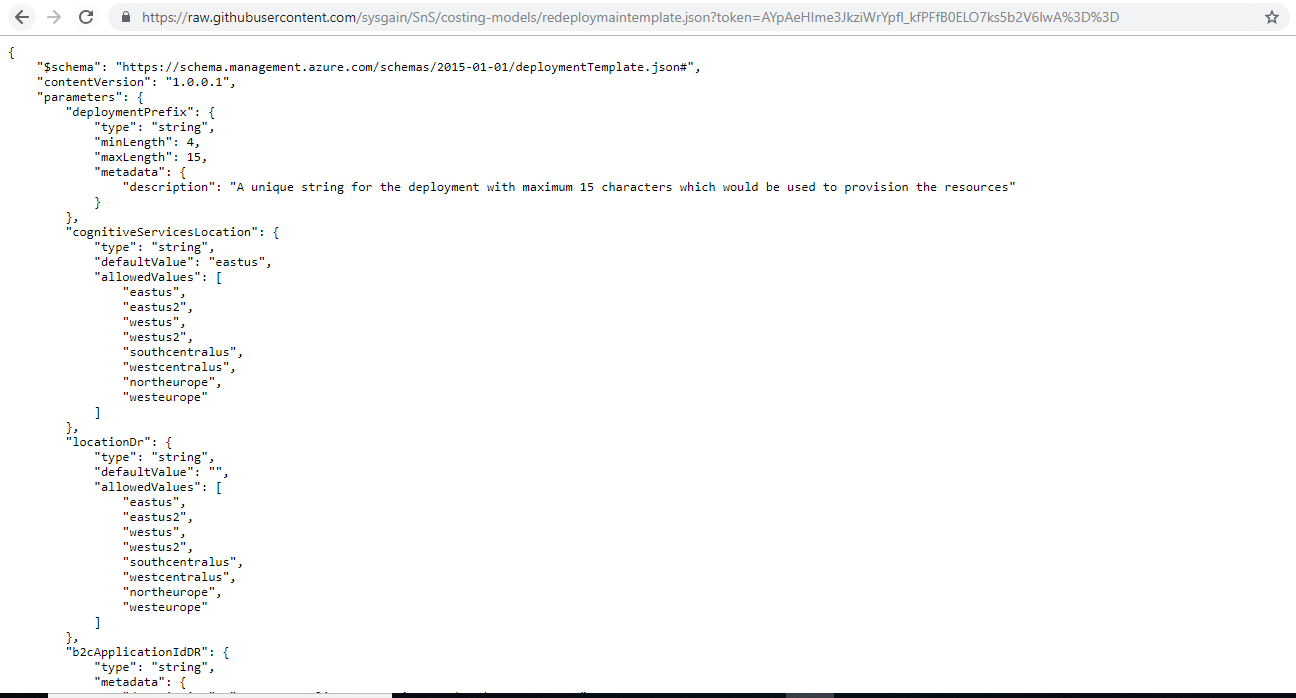 https://raw.githubusercontent.com/sysgain/SnS/costing-models/redeploymaintemplate.json?token=AYpAeHIme3JkziWrYpfl_kfPFfB0ELO7ks5b2V6lwA%3D%3D
{
    "$schema": "https://schema.management.azure.com/schemas/2015-01-01/deploymentTemplate.json#",
    "contentVersion": "1.0.0.1",
    "parameters": {
        "deploymentPrefix": {
            "type": "string",
            "minLength": 4,
            "maxLength": 15,
            "metadata": {
                "description": "A unique string for the deployment with maximum 15 characters which would be used to provision the resources"
            }
        },
        "cognitiveServicesLocation": {
            "type": "string",
            "defaultValue": "eastus",
            "allowedValues": [
                "eastus",
                "eastus2",
                "westus",
                "westus2",
                "southcentralus",
                "westcentralus",
                "northeurope",
                "westeurope"
            ]
        },
        "locationDr": {
            "type": "string",
            "defaultValue": "",
            "allowedValues": [
                "eastus",
                "eastus2",
                "westus",
                "westus2",
                "southcentralus",
                "westcentralus",
                "northeurope",
                "westeurope"
            ]
        },
        "b2cApplicationIdDR": {
            "type": "string",
            "metadata": {